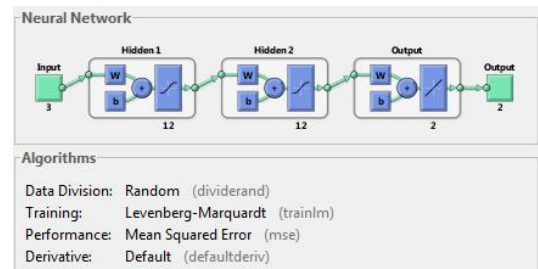 Neural Network
Hidden 1 Hidden 2 Output
Input Output
W W W
+ + +
b b b
3 2
12 12 2
Algorithms
Data Division: Random (dividerand)
Training: Levenberg-Marquardt (trainlm)
Performance: Mean Squared Error (mse)
Derivative: Default (defaultderiv)